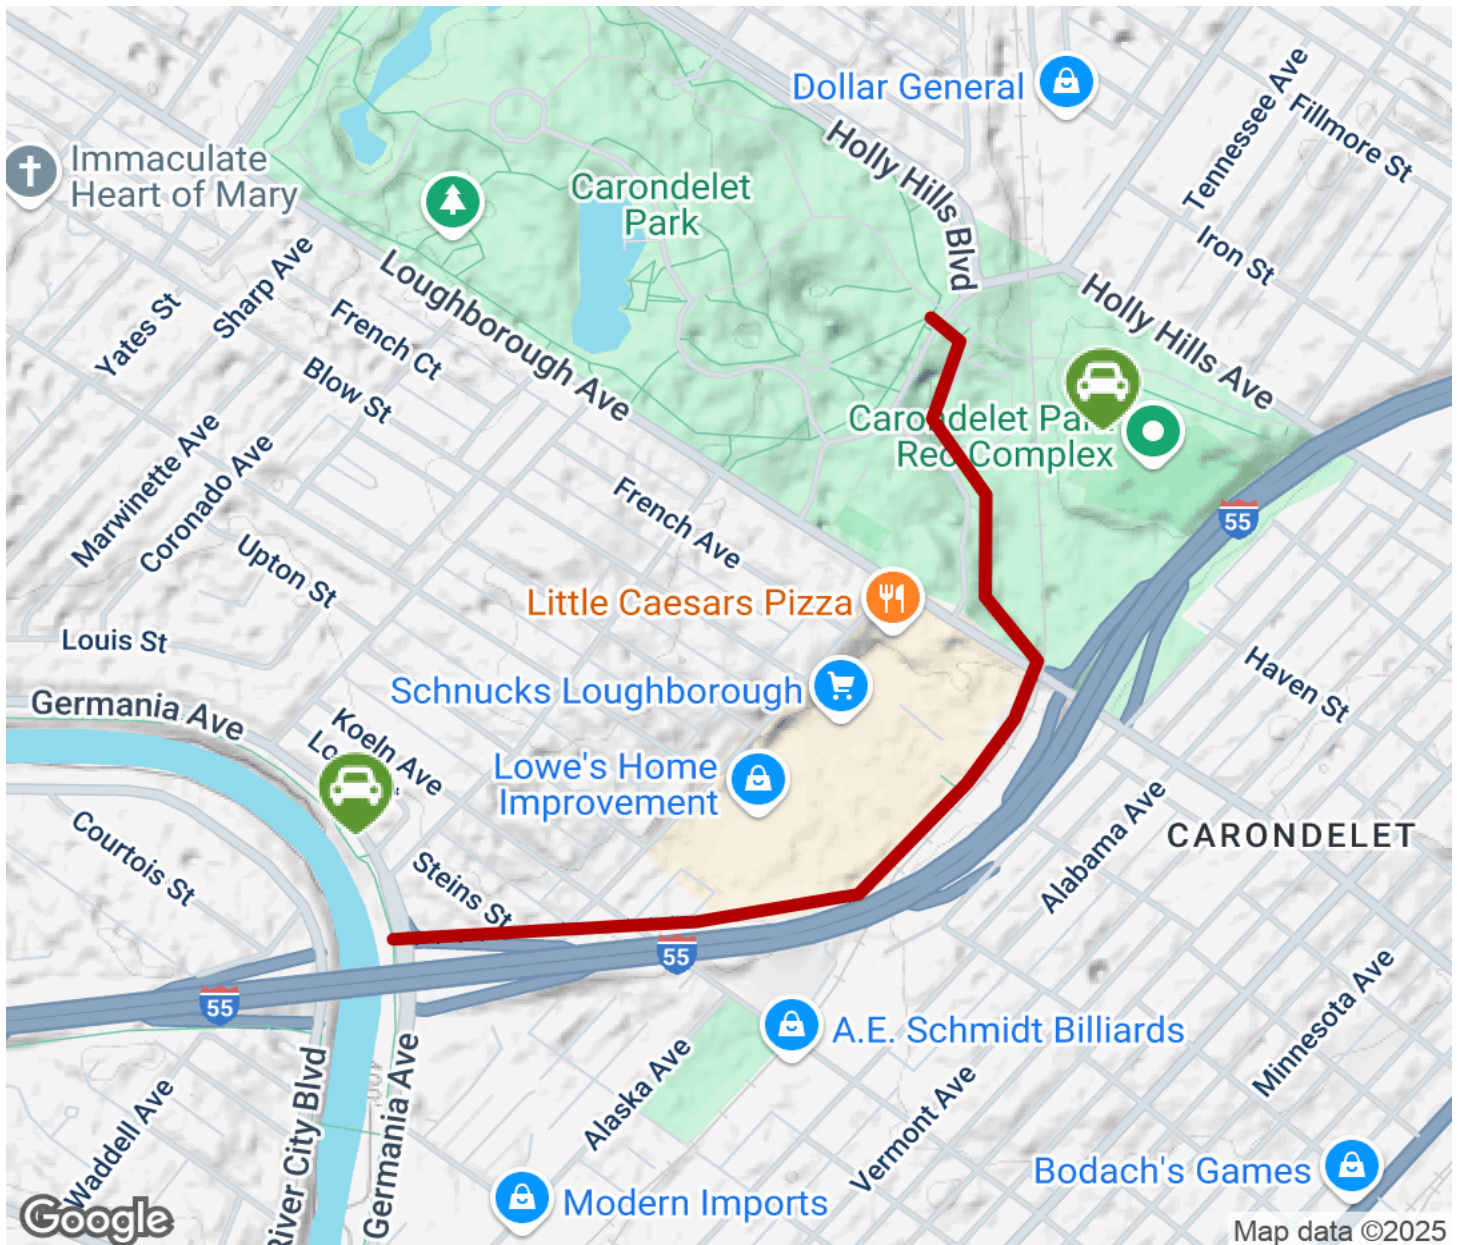 Dollar General
Tennessee Ave
Fillmore St
Immaculate
Heart of Mary
Holly Hills Blvd
Carondelet
Park
Iron St
Sharp Ave
Loughborough Ave
Yates St
French Ct
Holly Hills Ave
Blow St
Carondelet Par
Rec Complex
Marwinette Ave
Coronado Ave
French Ave
55
Upton St
Little Caesars Pizza
Louis St
Haven St
Schnucks Loughborough
Germania Ave
Koeln Ave
Lo
Lowe's Home
Improvement
Alabama Ave
CARONDELET
Courtois St
Steins St
55
55
A.E. Schmidt Billiards
Minnesota Ave
Alaska Ave
River City Blvd
Germania Ave
Waddell Ave
Vermont Ave
Bodach's Games
Modern Imports
Google
Map data ©2025